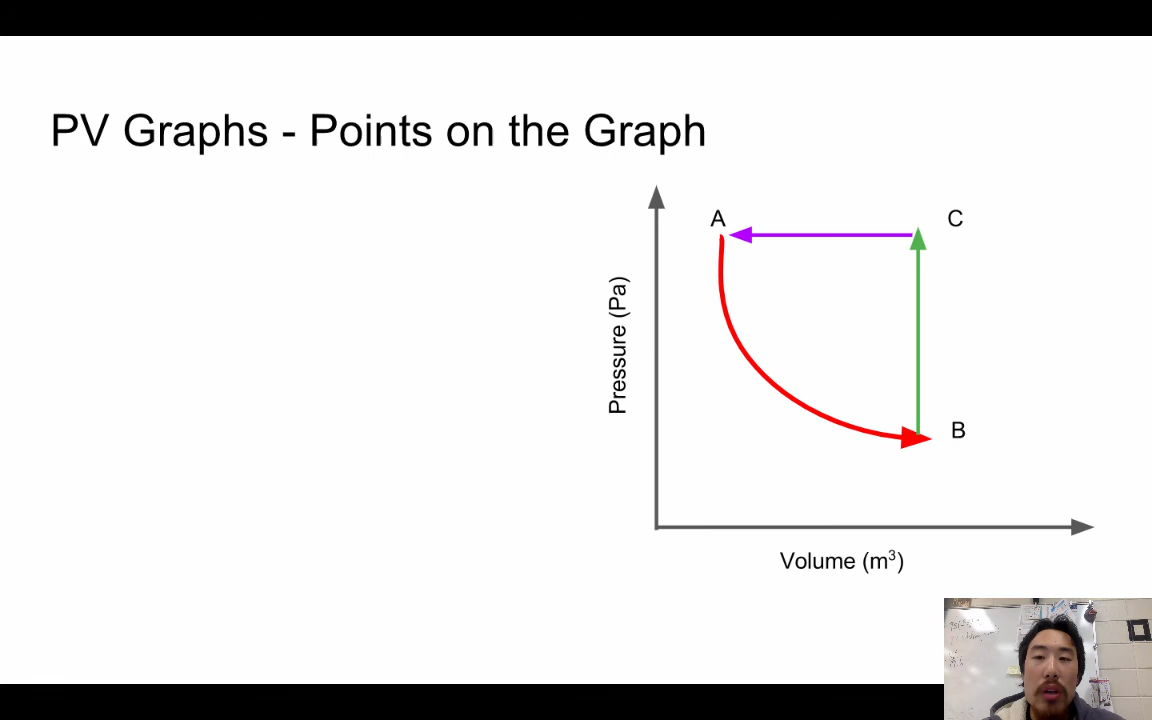 PV Graphs - Points on the Graph
A
C
Pressure (Pa)
B
Volume (m³)